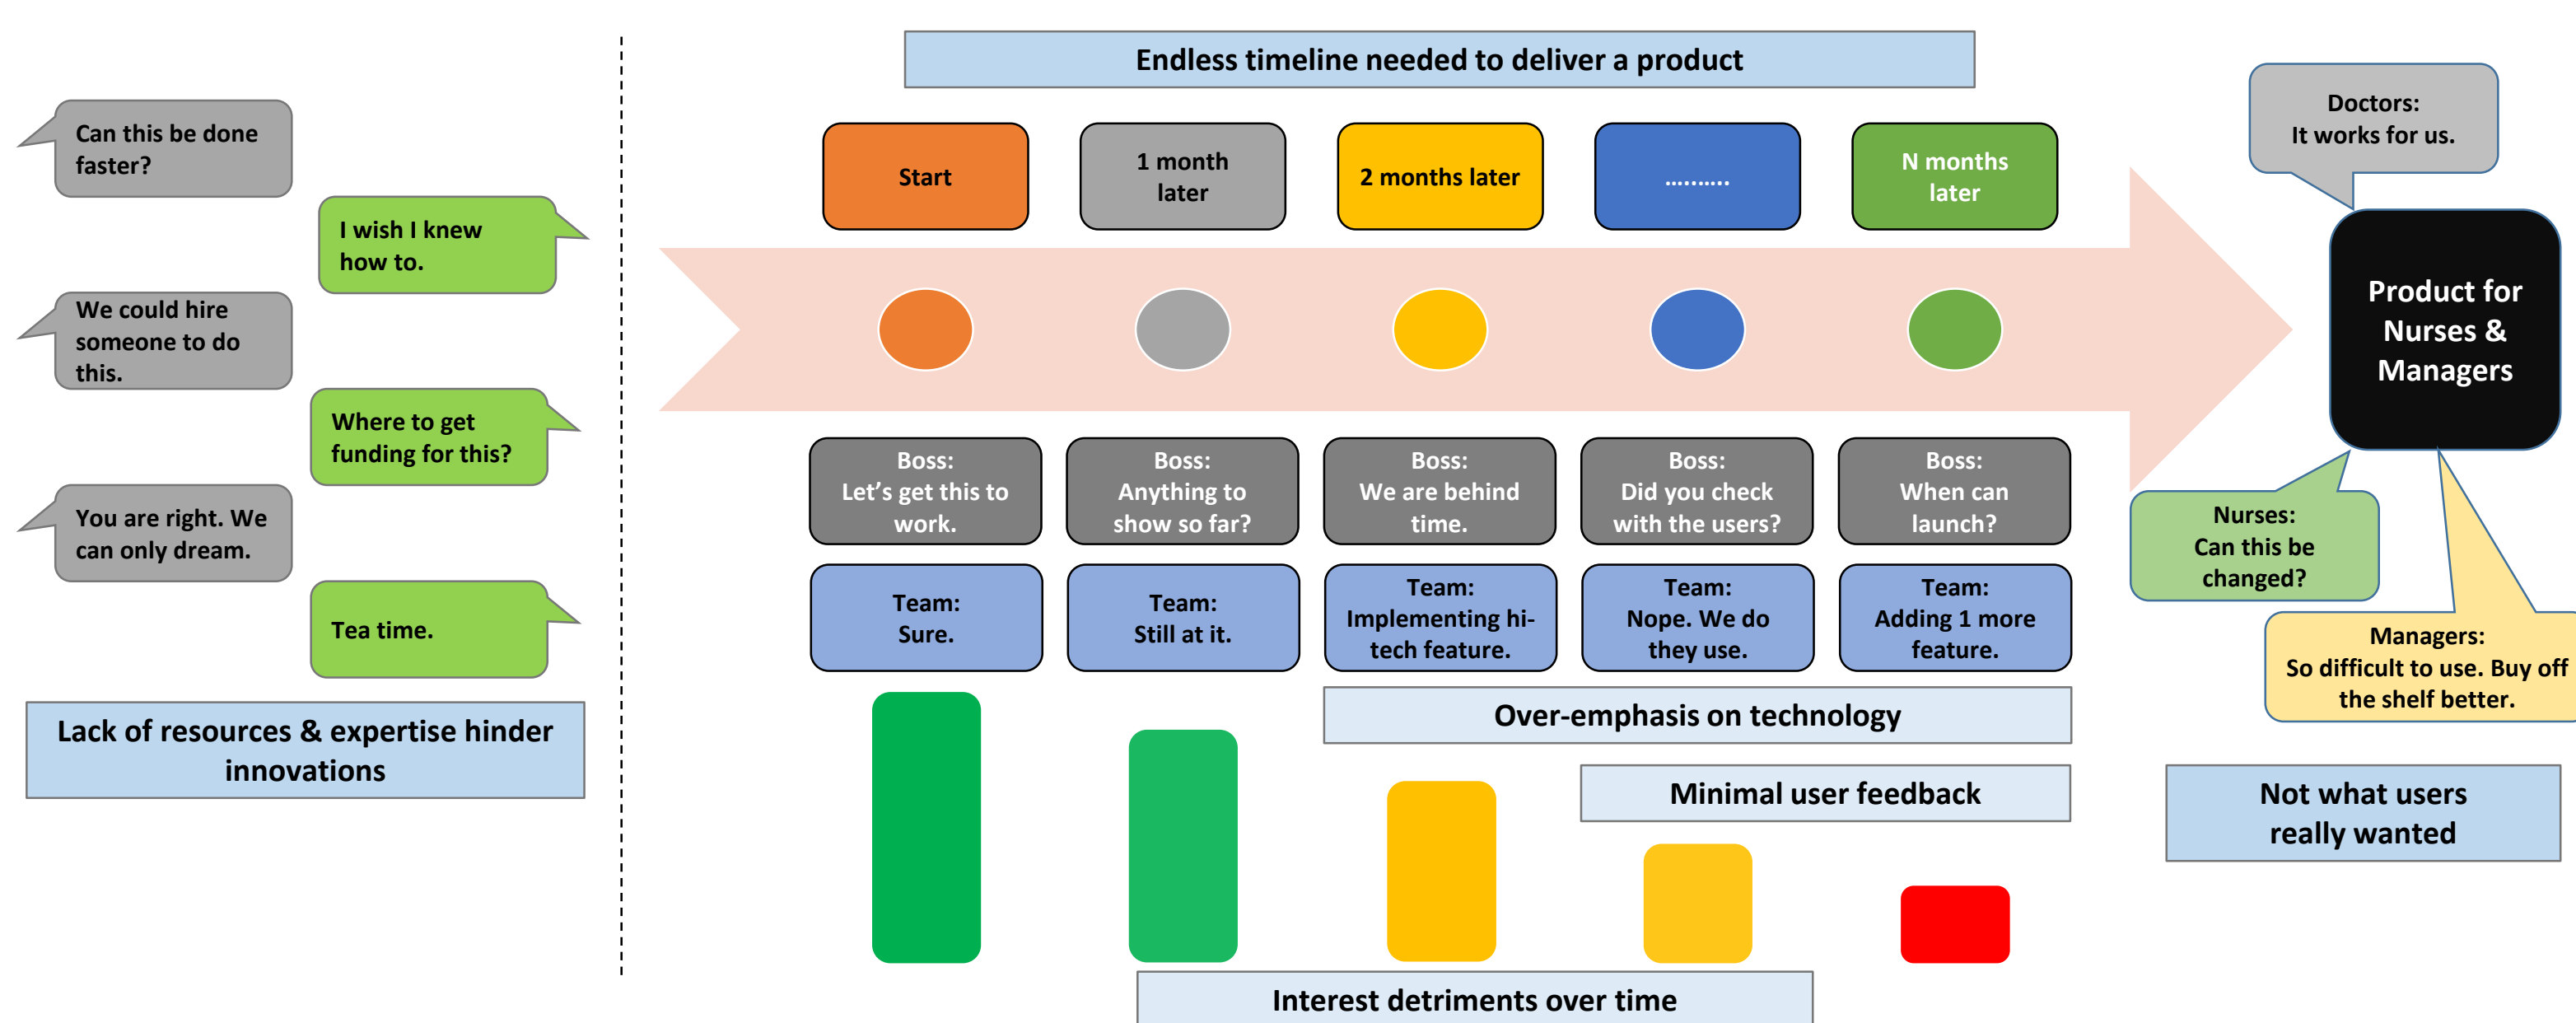 Can this be done
faster?
I wish I knew
how to.
We could hire
someone to do
this.
Where to get
funding for this?
You are right. We
can only dream.
Tea time.
Lack of resources & expertise hinder
innovations
Endless timeline needed to deliver a product
Start
1 month
later
2 months later
..........
N months
later
Boss:
Let’s get this to
work.
Boss:
Anything to
show so far?
Boss:
We are behind
time.
Boss:
Did you check
with the users?
Boss:
When can
launch?
Team:
Sure.
Team:
Still at it.
Team:
Implementing hi-
tech feature.
Team:
Nope. We do
they use.
Team:
Adding 1 more
feature.
Over-emphasis on technology
Minimal user feedback
Interest detriments over time
Doctors:
It works for us.
Product for
Nurses &
Managers
Nurses:
Can this be
changed?
Managers:
So difficult to use. Buy off
the shelf better.
Not what users
really wanted